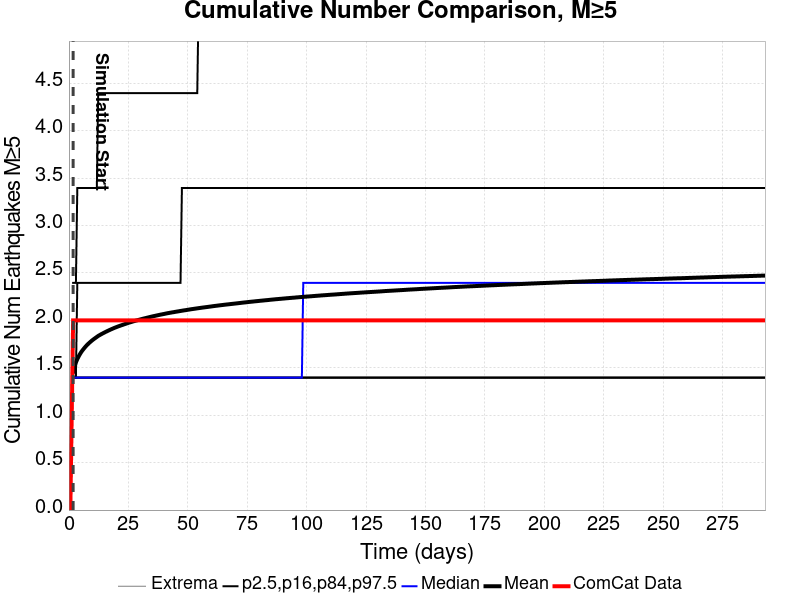 Cumulative Number Comparison, M≥5
Cumulative Num Earthquakes M≥5
4.5
4.0
3.5
3.0
2.5
2.0
1.5
1.0
0.5
0.0
Simulation Start
0 25 50 75 100 125 150 175 200 225 250 275
Time (days)
Extrema p2.5,p16,p84,p97.5 Median Mean ComCat Data